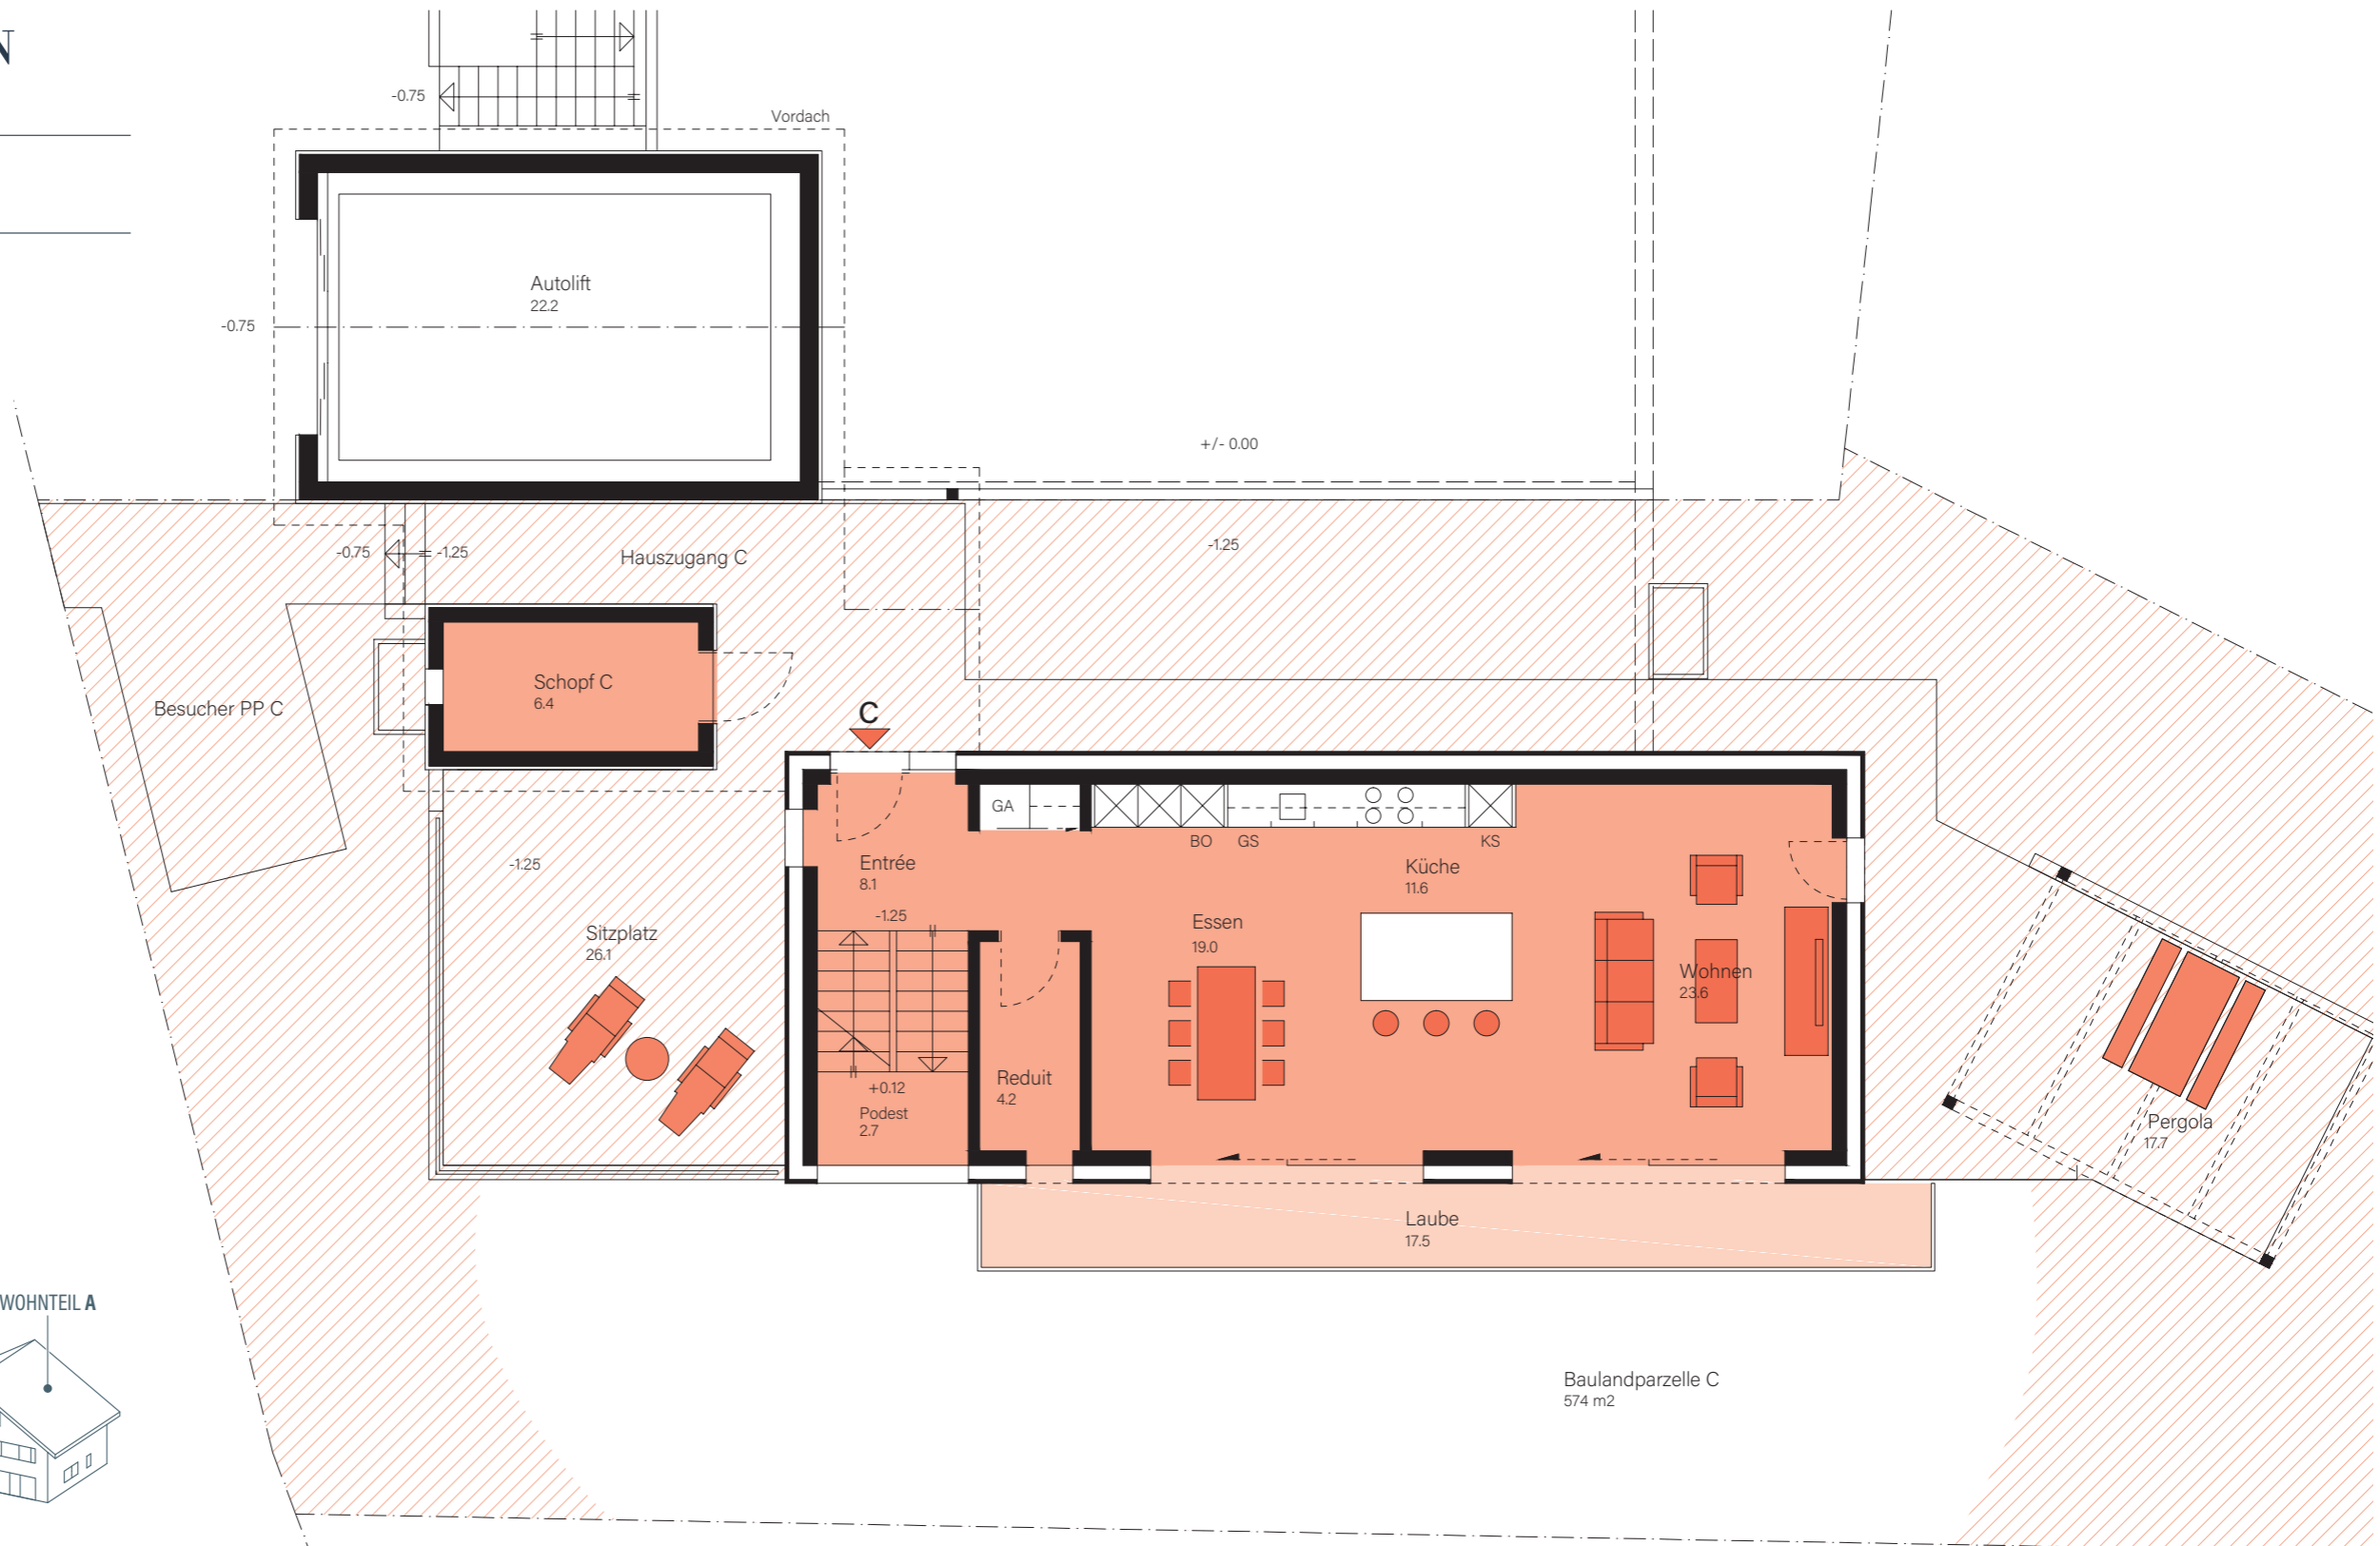 N
-0.75
Vordach
Autolift
22.2
-0.75
+/- 0.00
-0.75
-1.25
Hauszugang C
-1.25
Schopf C
6.4
Besucher PP C
C
GA
BO
GS
KS
Entrée
8.1
Küche
11.6
-1.25
-1.25
Essen
19.0
Sitzplatz
26.1
Wohnen
23.6
+0.12
Podest
2.7
Reduit
4.2
Pergola
17.7
Laube
17.5
WOHNTEIL A
Baulandparzelle C
574 m2